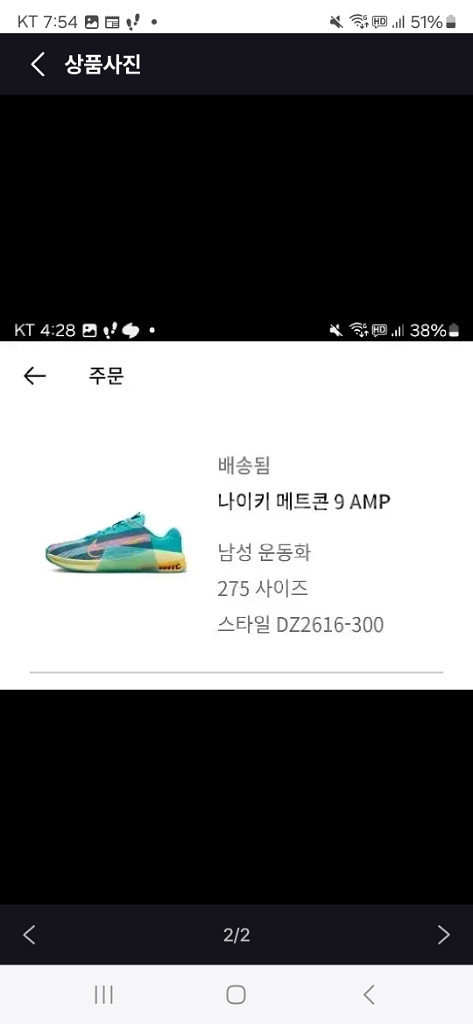 KT 7:54 51%
상품사진
KT 4:28 38%
주문
배송됨
나이키 메트콘 9 AMP
남성 운동화
275 사이즈
스타일 DZ2616-300
2/2